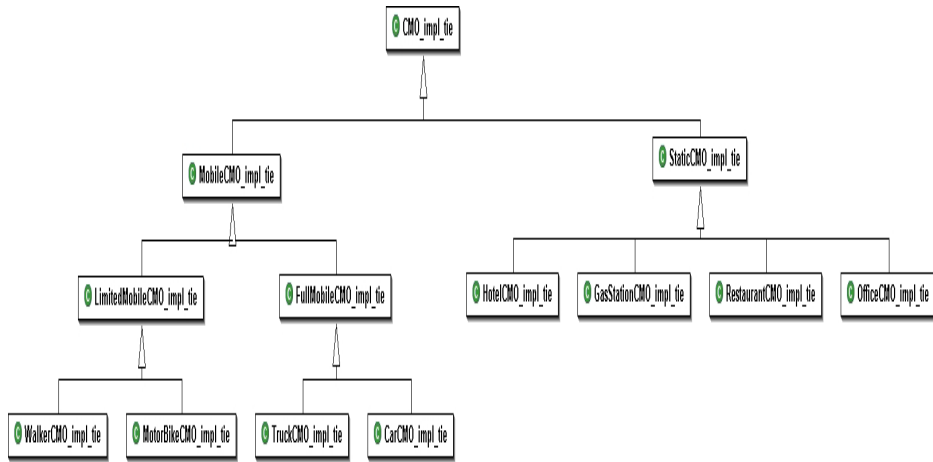 CMO_impl_tie
MobileCMO_impl_tie
StaticCMO_impl_tie
LimitedMobileCMO_impl_tie
FullMobileCMO_impl_tie
HotelCMO_impl_tie
GasStationCMO_impl_tie
RestaurantCMO_impl_tie
OfficeCMO_impl_tie
WalkerCMO_impl_tie
MotorBikeCMO_impl_tie
TruckCMO_impl_tie
CarCMO_impl_tie